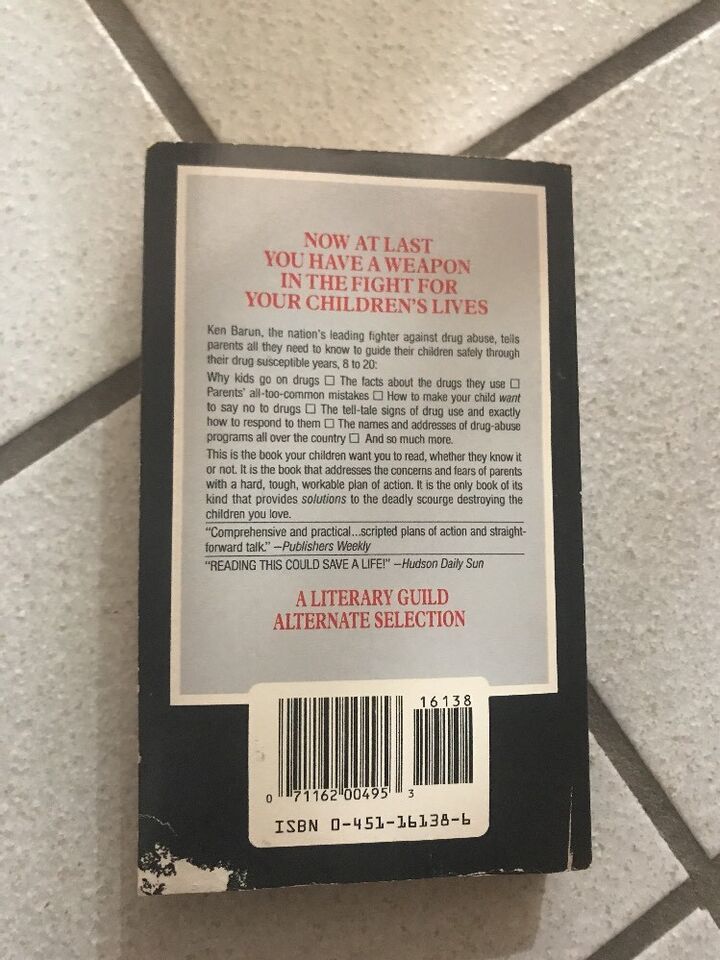 NOW AT LAST
YOU HAVE A WEAPON
IN THE FIGHT FOR
YOUR CHILDREN'S LIVES
Ken Barun, the nation's leading fighter against drug abuse, tells
parents all they need to know to guide their children safely through
their drug susceptible years, 8 to 20:
Why kids go on drugs □ The facts about the drugs they use □
Parents' all-too-common mistakes □ How to make your child want
to say no to drugs □ The tell-tale signs of drug use and exactly
how to respond to them □ The names and addresses of drug-abuse
programs all over the country □ And so much more.
This is the book your children want you to read, whether they know it
or not. It is the book that addresses the concerns and fears of parents
with a hard, tough, workable plan of action. It is the only book of its
kind that provides solutions to the deadly scourge destroying the
children you love.
"Comprehensive and practical...scripted plans of action and straight-
forward talk." —Publishers Weekly
"READING THIS COULD SAVE A LIFE!" —Hudson Daily Sun
A LITERARY GUILD
ALTERNATE SELECTION
16138
0 71162 00495 3
ISBN 0-451-16138-6